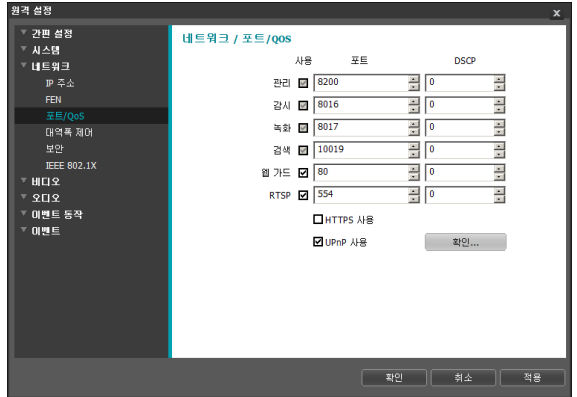 원격 설정
x
간편 설정
시스템
네트워크
IP 주소
FEN
포트/QoS
대역폭 제어
보안
IEEE 802.1X
비디오
오디오
이벤트 동작
이벤트
네트워크 / 포트/QOS
사용 포트 DSCP
관리 8200 0
감시 8016 0
녹화 8017 0
검색 10019 0
웹 가드 80 0
RTSP 554 0
HTTPS 사용
UPnP 사용 확인...
확인 취소 적용